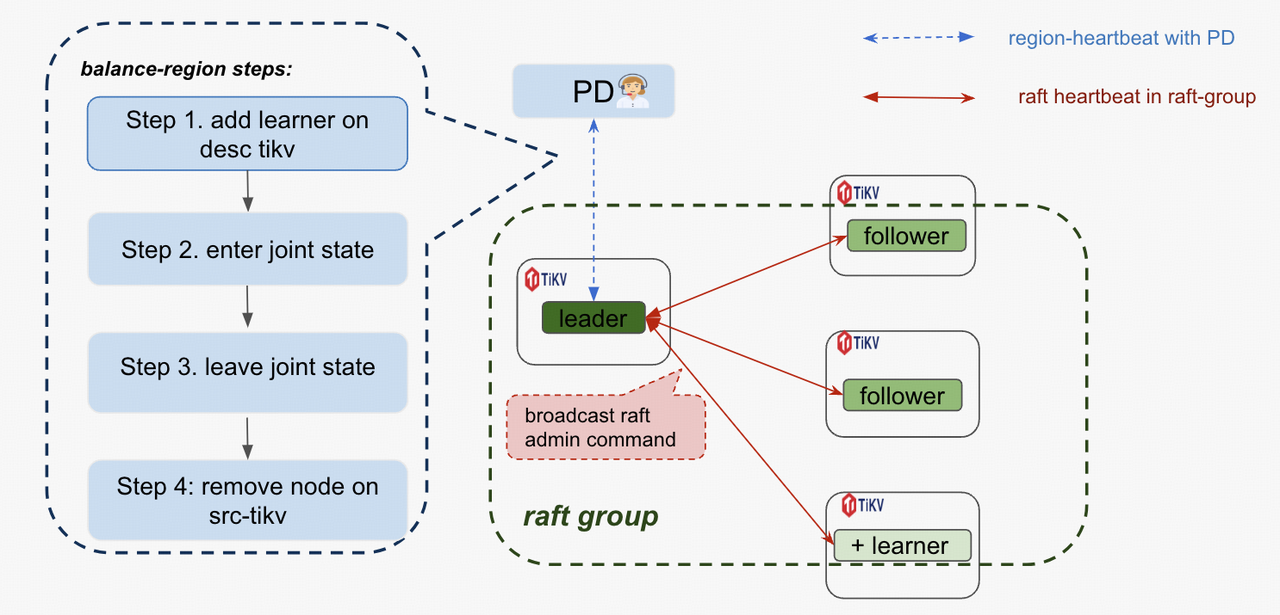 balance-region steps:
Step 1. add learner on
desc tikv
Step 2. enter joint state
Step 3. leave joint state
Step 4: remove node on
src-tikv
PD
region-heartbeat with PD
raft heartbeat in raft-group
TiKV
leader
TiKV
follower
TiKV
follower
broadcast raft
admin command
raft group
TiKV
+ learner